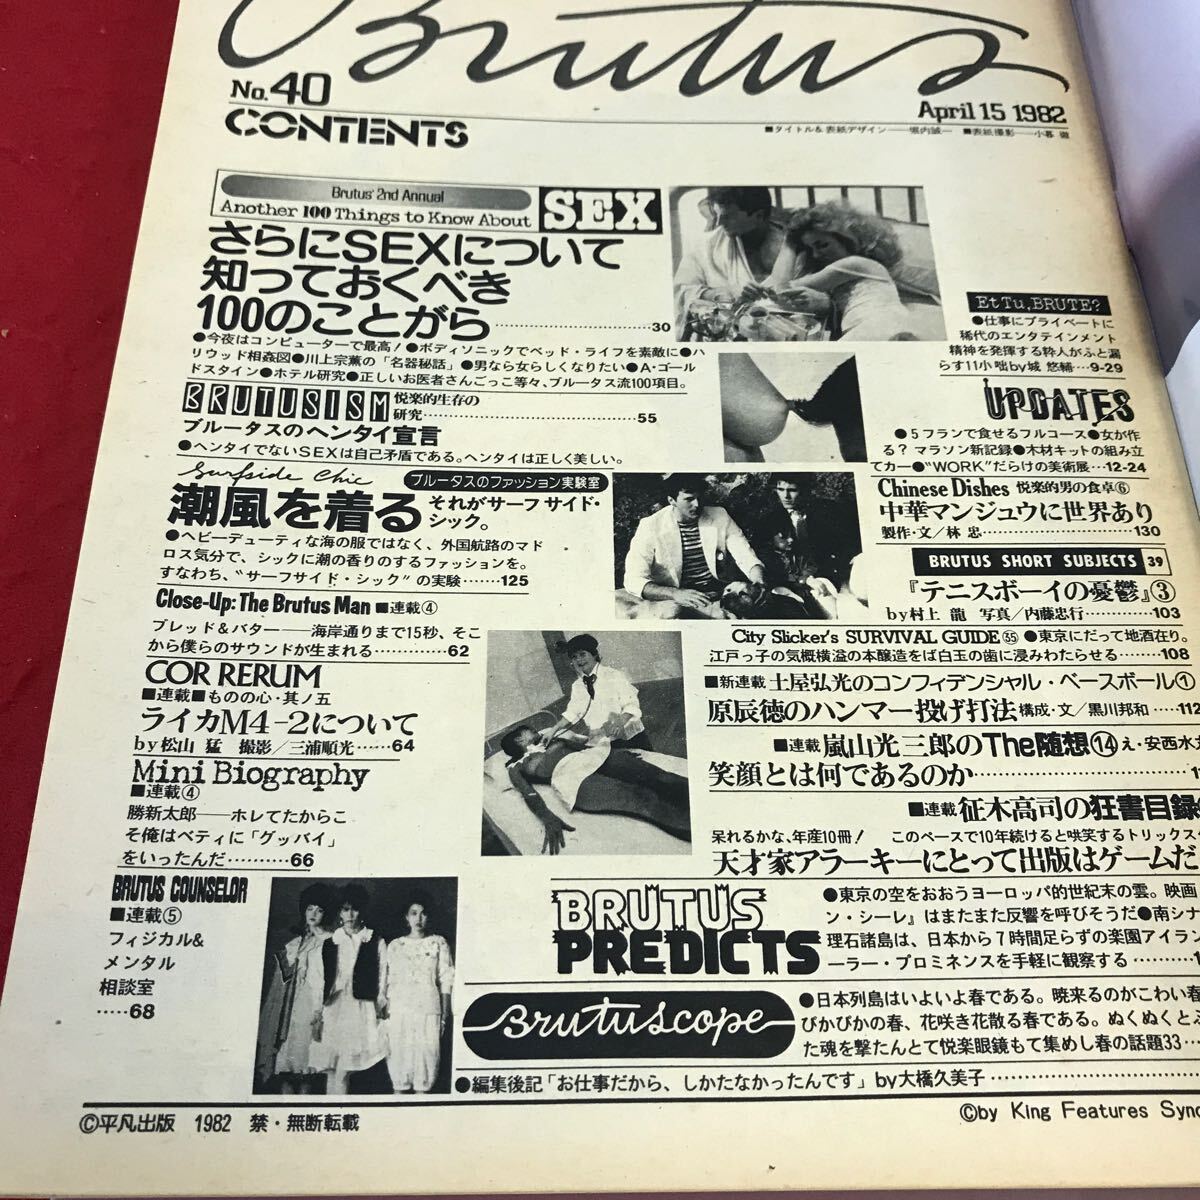 Brutus
No.40
April 15 1982
CONTENTS
■タイトル&表紙デザイン──堀内誠一 ■表紙撮影──小暮 徹
Brutus' 2nd Annual
Another 100 Things to Know About
SEX
さらにSEXについて
知っておくべき
100のことがら……30
●今夜はコンピューターで最高!●ボディソニックでベッド・ライフを素敵に●ハ
リウッド相姦図●川上宗薫の「名器秘話」●男なら女らしくなりたい●A・ゴール
ドスタイン●ホテル研究●正しいお医者さんごっこ等々、ブルータス流100項目。
BRUTUSISM 悦楽的生存の
研究……55
ブルータスのヘンタイ宣言
●ヘンタイでないSEXは自己矛盾である。ヘンタイは正しく美しい。
Surfside Chic
ブルータスのファッション実験室
潮風を着る それがサーフ サイド・
シック。
●ヘビーデューティな海の服ではなく、外国航路のマド
ロス気分で、シックに潮の香りのするファッションを。
すなわち、“サーフサイド・シック”の実験……125
Close-Up: The Brutus Man ■連載④
ブレッド&バター──海岸通りまで15秒、そこ
から僕らのサウンドが生まれる……62
COR RERUM
■連載■ものの心・其ノ五
ライカM4-2について
by松山 猛 撮影/三浦順光……64
Mini Biography
■連載④
勝新太郎──ホレてたからこ
そ俺はベティに「グッバイ」
をいったんだ……66
BRUTUS COUNSELOR
■連載⑤
フィジカル&
メンタル
相談室
……68
Et Tu, BRUTE?
●仕事にプライベートに
稀代のエンタテインメント
精神を発揮する粋人がふと漏
らす11小咄by城 悠輔…9-29
UPDATES
●5フランで食せるフルコース●女が作
る?マラソン新記録●木材キットの組み立
てカー●“WORK”だらけの美術展…12-24
Chinese Dishes 悦楽的男の食卓⑥
中華マンジュウに世界あり
製作・文/林 忠……130
BRUTUS SHORT SUBJECTS 39
『テニスボーイの憂鬱』③
by村上 龍 写真/内藤忠行……103
City Slicker's SURVIVAL GUIDE㉟ ●東京にだって地酒在り。
江戸っ子の気概横溢の本醸造をば白玉の歯に浸みわたらせる……108
■新連載 土屋弘光のコンフィデンシャル・ベースボール①
原辰徳のハンマー投げ打法 構成・文/黒川邦和……112
■連載 嵐山光三郎のThe随想⑭ え・安西水
笑顔とは何であるのか……
■連載 征木高司の狂書目録
呆れるかな、年産10冊! このペースで10年続けると哄笑するトリックス
天才家アラーキーにとって出版はゲームだ
BRUTUS
PREDICTS
●東京の空をおおうヨーロッパ的世紀末の雲。映画
ン・シーレ』はまたまた反響を呼びそうだ●南シナ
理石諸島は、日本から7時間足らずの楽園アイラン
ーラー・プロミネンスを手軽に観察する……
Brutuscope
●日本列島はいよいよ春である。暁来るのがこわい春
ぴかぴかの春、花咲き花散る春である。ぬくぬくと
た魂を撃たんとて悦楽眼鏡もて集めし春の話題33…
●編集後記「お仕事だから、しかたなかったんです」by大橋久美子……
©平凡出版 1982 禁・無断転載
©by King Features Sync